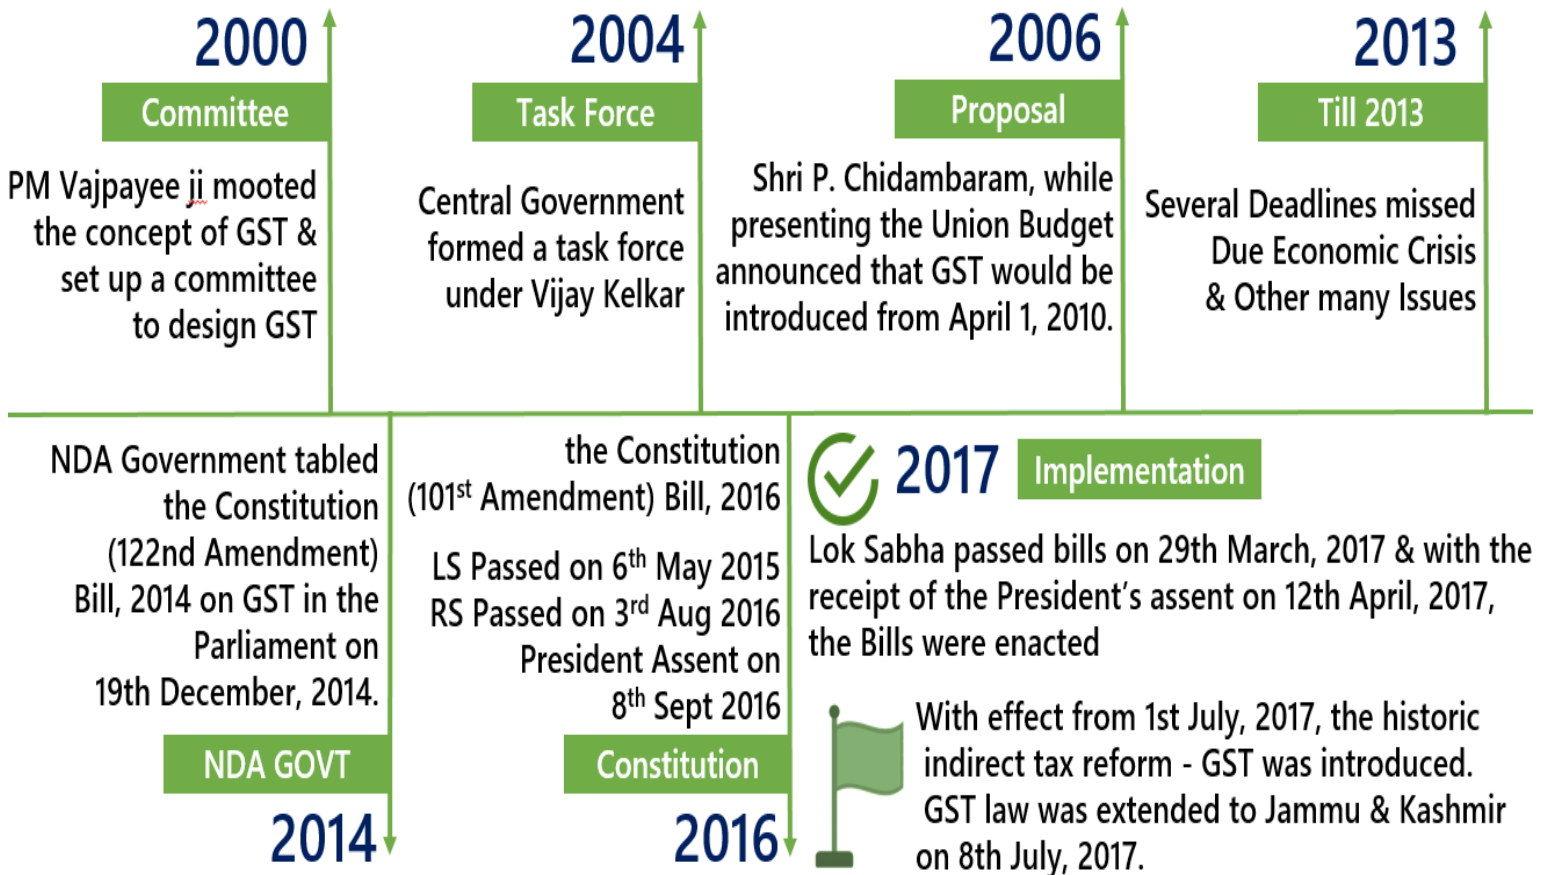 2000
Committee
PM Vajpayee ji mooted
the concept of GST &
set up a committee
to design GST
2004
Task Force
Central Government
formed a task force
under Vijay Kelkar
2006
Proposal
Shri P. Chidambaram, while
presenting the Union Budget
announced that GST would be
introduced from April 1, 2010.
2013
Till 2013
Several Deadlines missed
Due Economic Crisis
& Other many Issues
NDA Government tabled
the Constitution
(122nd Amendment)
Bill, 2014 on GST in the
Parliament on
19th December, 2014.
NDA GOVT
2014
the Constitution
(101st Amendment) Bill, 2016
LS Passed on 6th May 2015
RS Passed on 3rd Aug 2016
President Assent on
8th Sept 2016
Constitution
2016
2017 Implementation
Lok Sabha passed bills on 29th March, 2017 & with the
receipt of the President's assent on 12th April, 2017,
the Bills were enacted
With effect from 1st July, 2017, the historic
indirect tax reform - GST was introduced.
GST law was extended to Jammu & Kashmir
on 8th July, 2017.